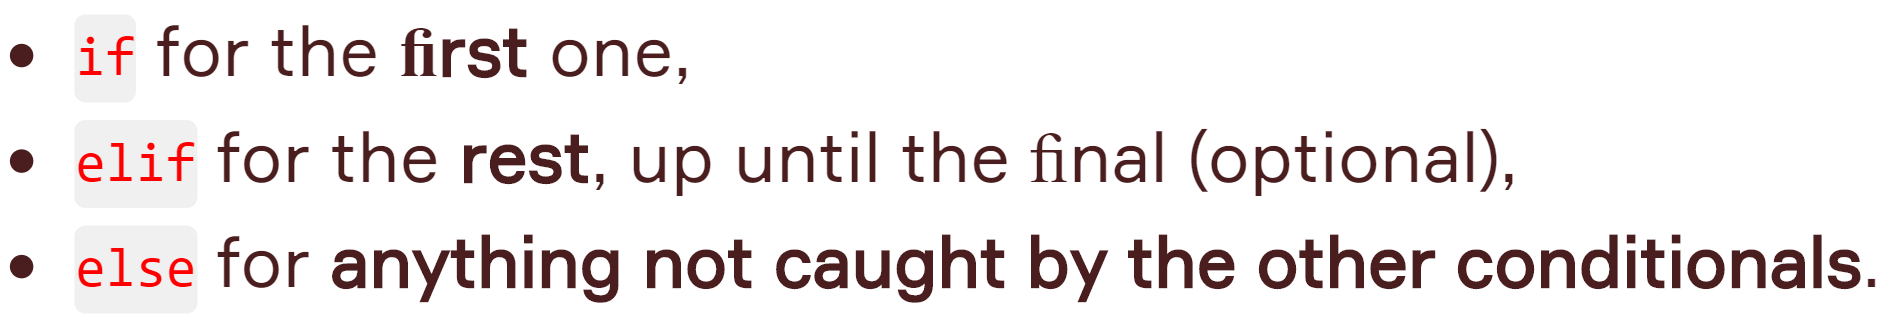 • if for the first one,
• elif for the rest, up until the final (optional),
• else for anything not caught by the other conditionals.